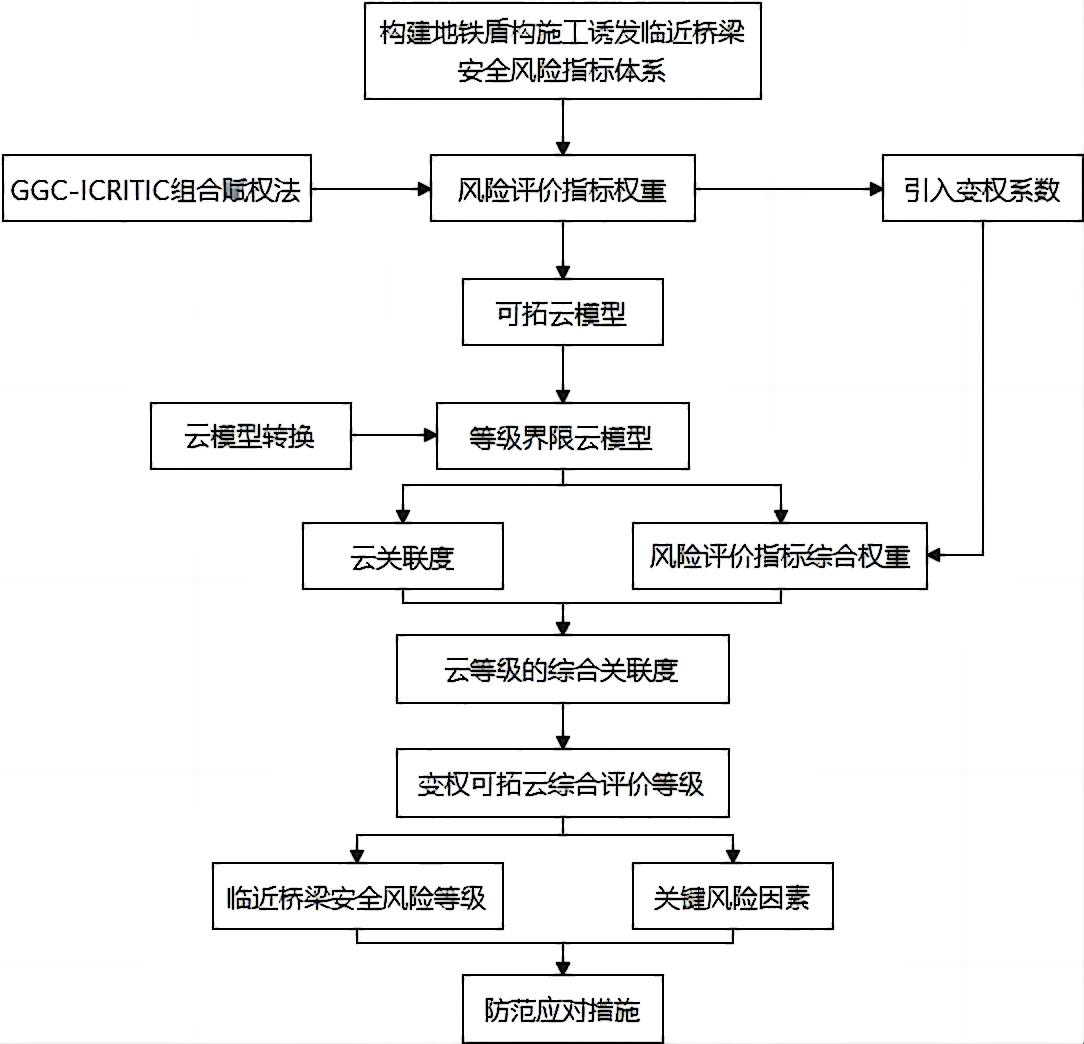 构建地铁盾构施工诱发临近桥梁
安全风险指标体系
GGC-ICRITIC组合赋权法
风险评价指标权重
引入变权系数
可拓云模型
云模型转换
等级界限云模型
云关联度
风险评价指标综合权重
云等级的综合关联度
变权可拓云综合评价等级
临近桥梁安全风险等级
关键风险因素
防范应对措施